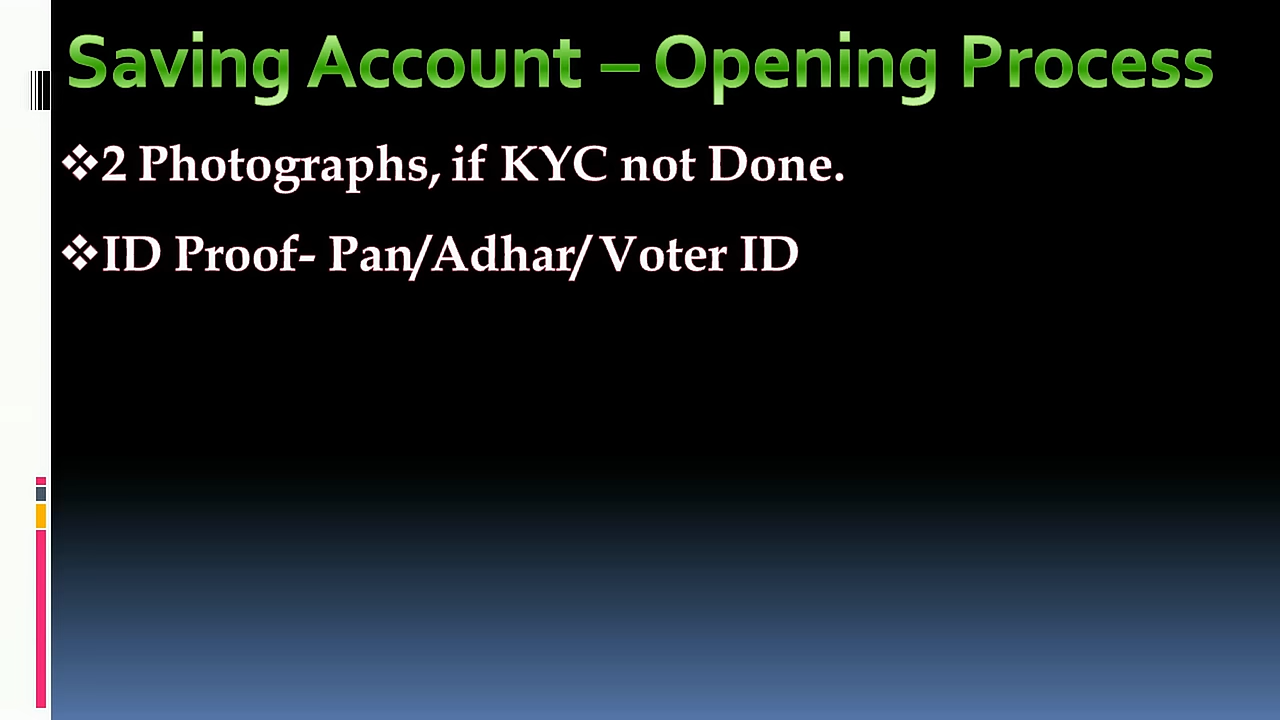 Saving Account – Opening Process
❖2 Photographs, if KYC not Done.
❖ID Proof- Pan/Adhar/Voter ID